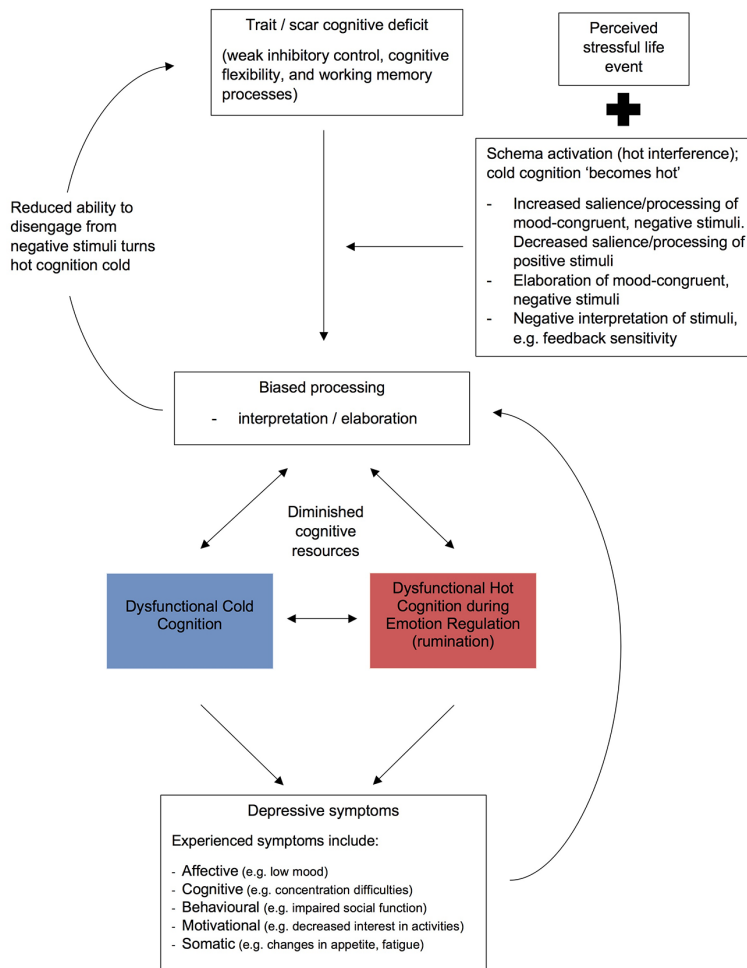 Trait / scar cognitive deficit
(weak inhibitory control, cognitive
flexibility, and working memory
processes)
Perceived
stressful life
event
Schema activation (hot interference);
cold cognition ‘becomes hot’
- Increased salience/processing of
mood-congruent, negative stimuli.
Decreased salience/processing of
positive stimuli
- Elaboration of mood-congruent,
negative stimuli
- Negative interpretation of stimuli,
e.g. feedback sensitivity
Reduced ability to
disengage from
negative stimuli turns
hot cognition cold
Biased processing
- interpretation / elaboration
Diminished
cognitive
resources
Dysfunctional Cold
Cognition
Dysfunctional Hot
Cognition during
Emotion Regulation
(rumination)
Depressive symptoms
Experienced symptoms include:
- Affective (e.g. low mood)
- Cognitive (e.g. concentration difficulties)
- Behavioural (e.g. impaired social function)
- Motivational (e.g. decreased interest in activities)
- Somatic (e.g. changes in appetite, fatigue)